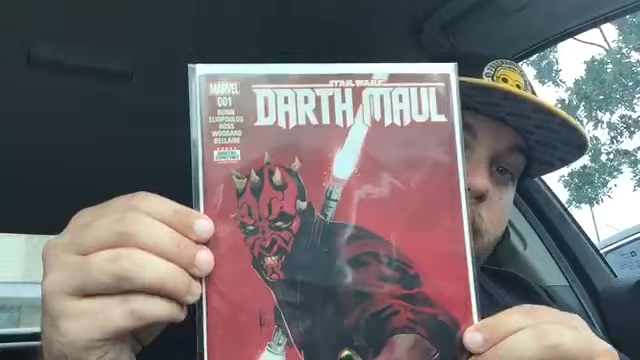 MARVEL
001
STAR WARS
DARTH MAUL
BUNN
ELIOPOULOS
ROSS
WOODARD
BELLAIRE